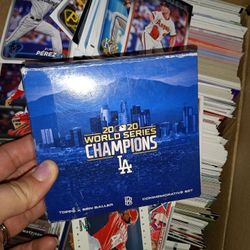 PEREZ
2020
WORLD SERIES
CHAMPIONS
LA
TOPPS X BEN BALLER
COMMEMORATIVE SET